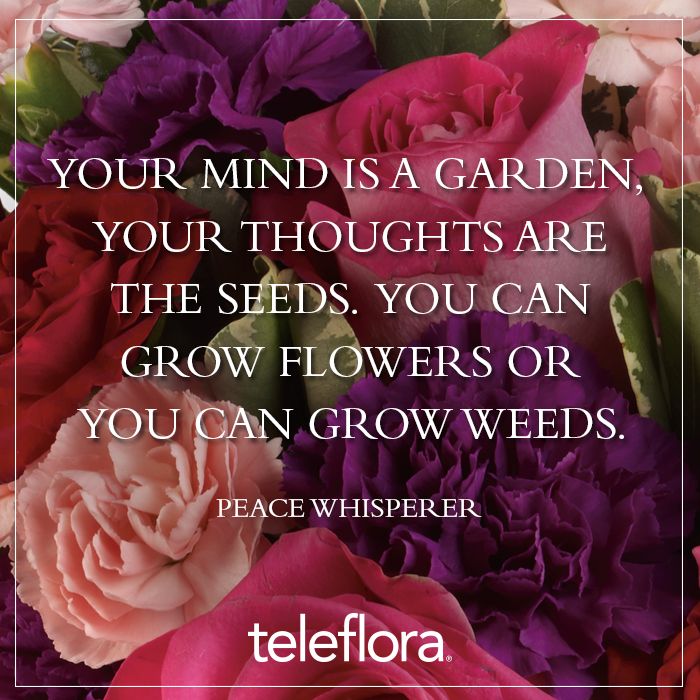 YOUR MIND IS A GARDEN,
YOUR THOUGHTS ARE
THE SEEDS. YOU CAN
GROW FLOWERS OR
YOU CAN GROW WEEDS.
PEACE WHISPERER
teleflora®